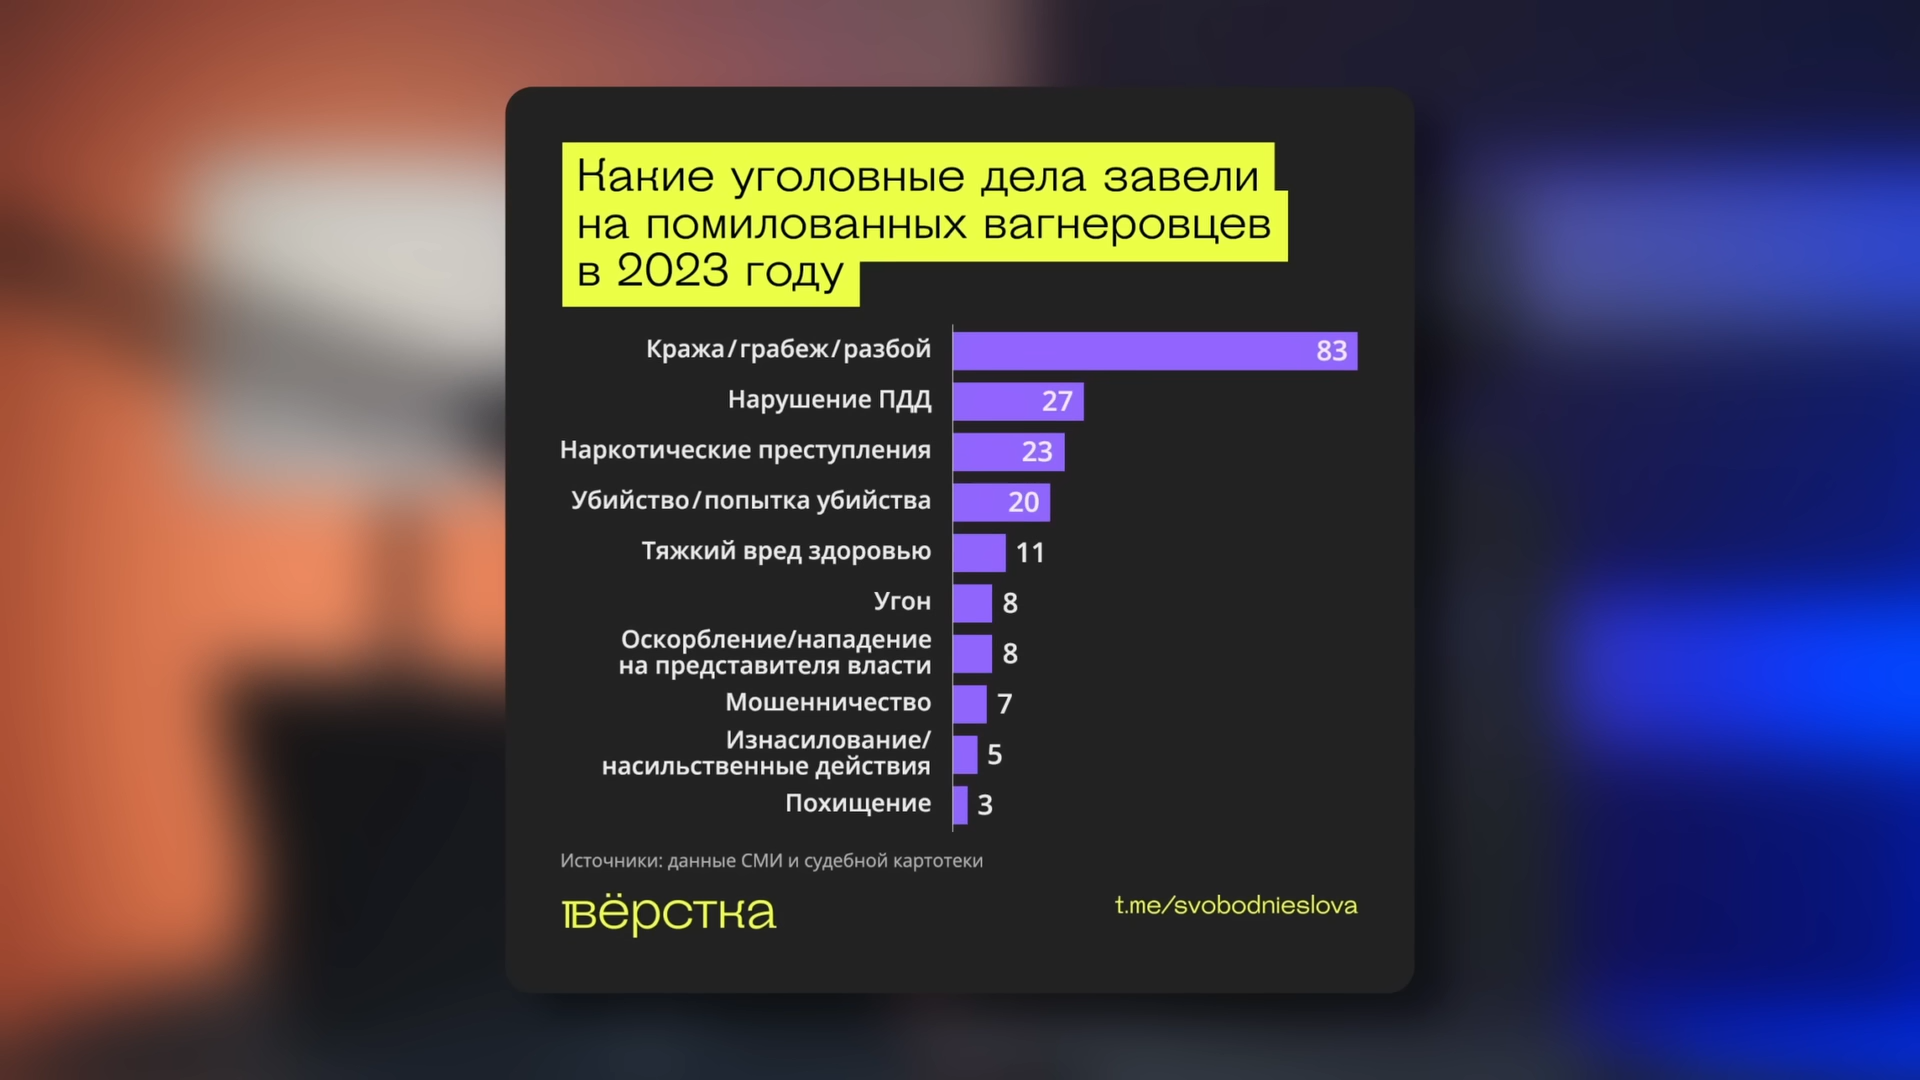 Какие уголовные дела завели
на помилованных вагнеровцев
в 2023 году
Кража/грабеж/разбой
83
Нарушение ПДД
27
Наркотические преступления
23
Убийство/попытка убийства
20
Тяжкий вред здоровью
11
Угон
8
Оскорбление/нападение
на представителя власти
8
Мошенничество
7
Изнасилование/
насильственные действия
5
Похищение
3
Источники: данные СМИ и судебной картотеки
вёрстка
t.me/svobodnieslova